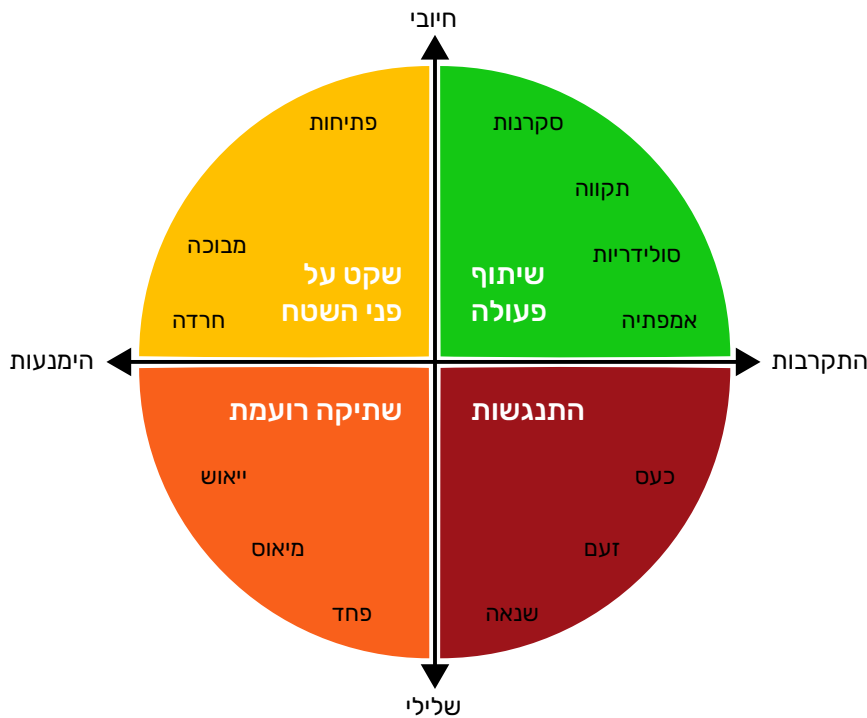 חיובי
סקרנות
פתיחות
תקווה
מבוכה
סולידריות
שיתוף
פעולה
שקט על
פני השטח
אמפתיה
חרדה
התקרבות
הימנעות
התנגשות
שתיקה רועמת
כעס
ייאוש
זעם
מיאוס
שנאה
פחד
שלילי